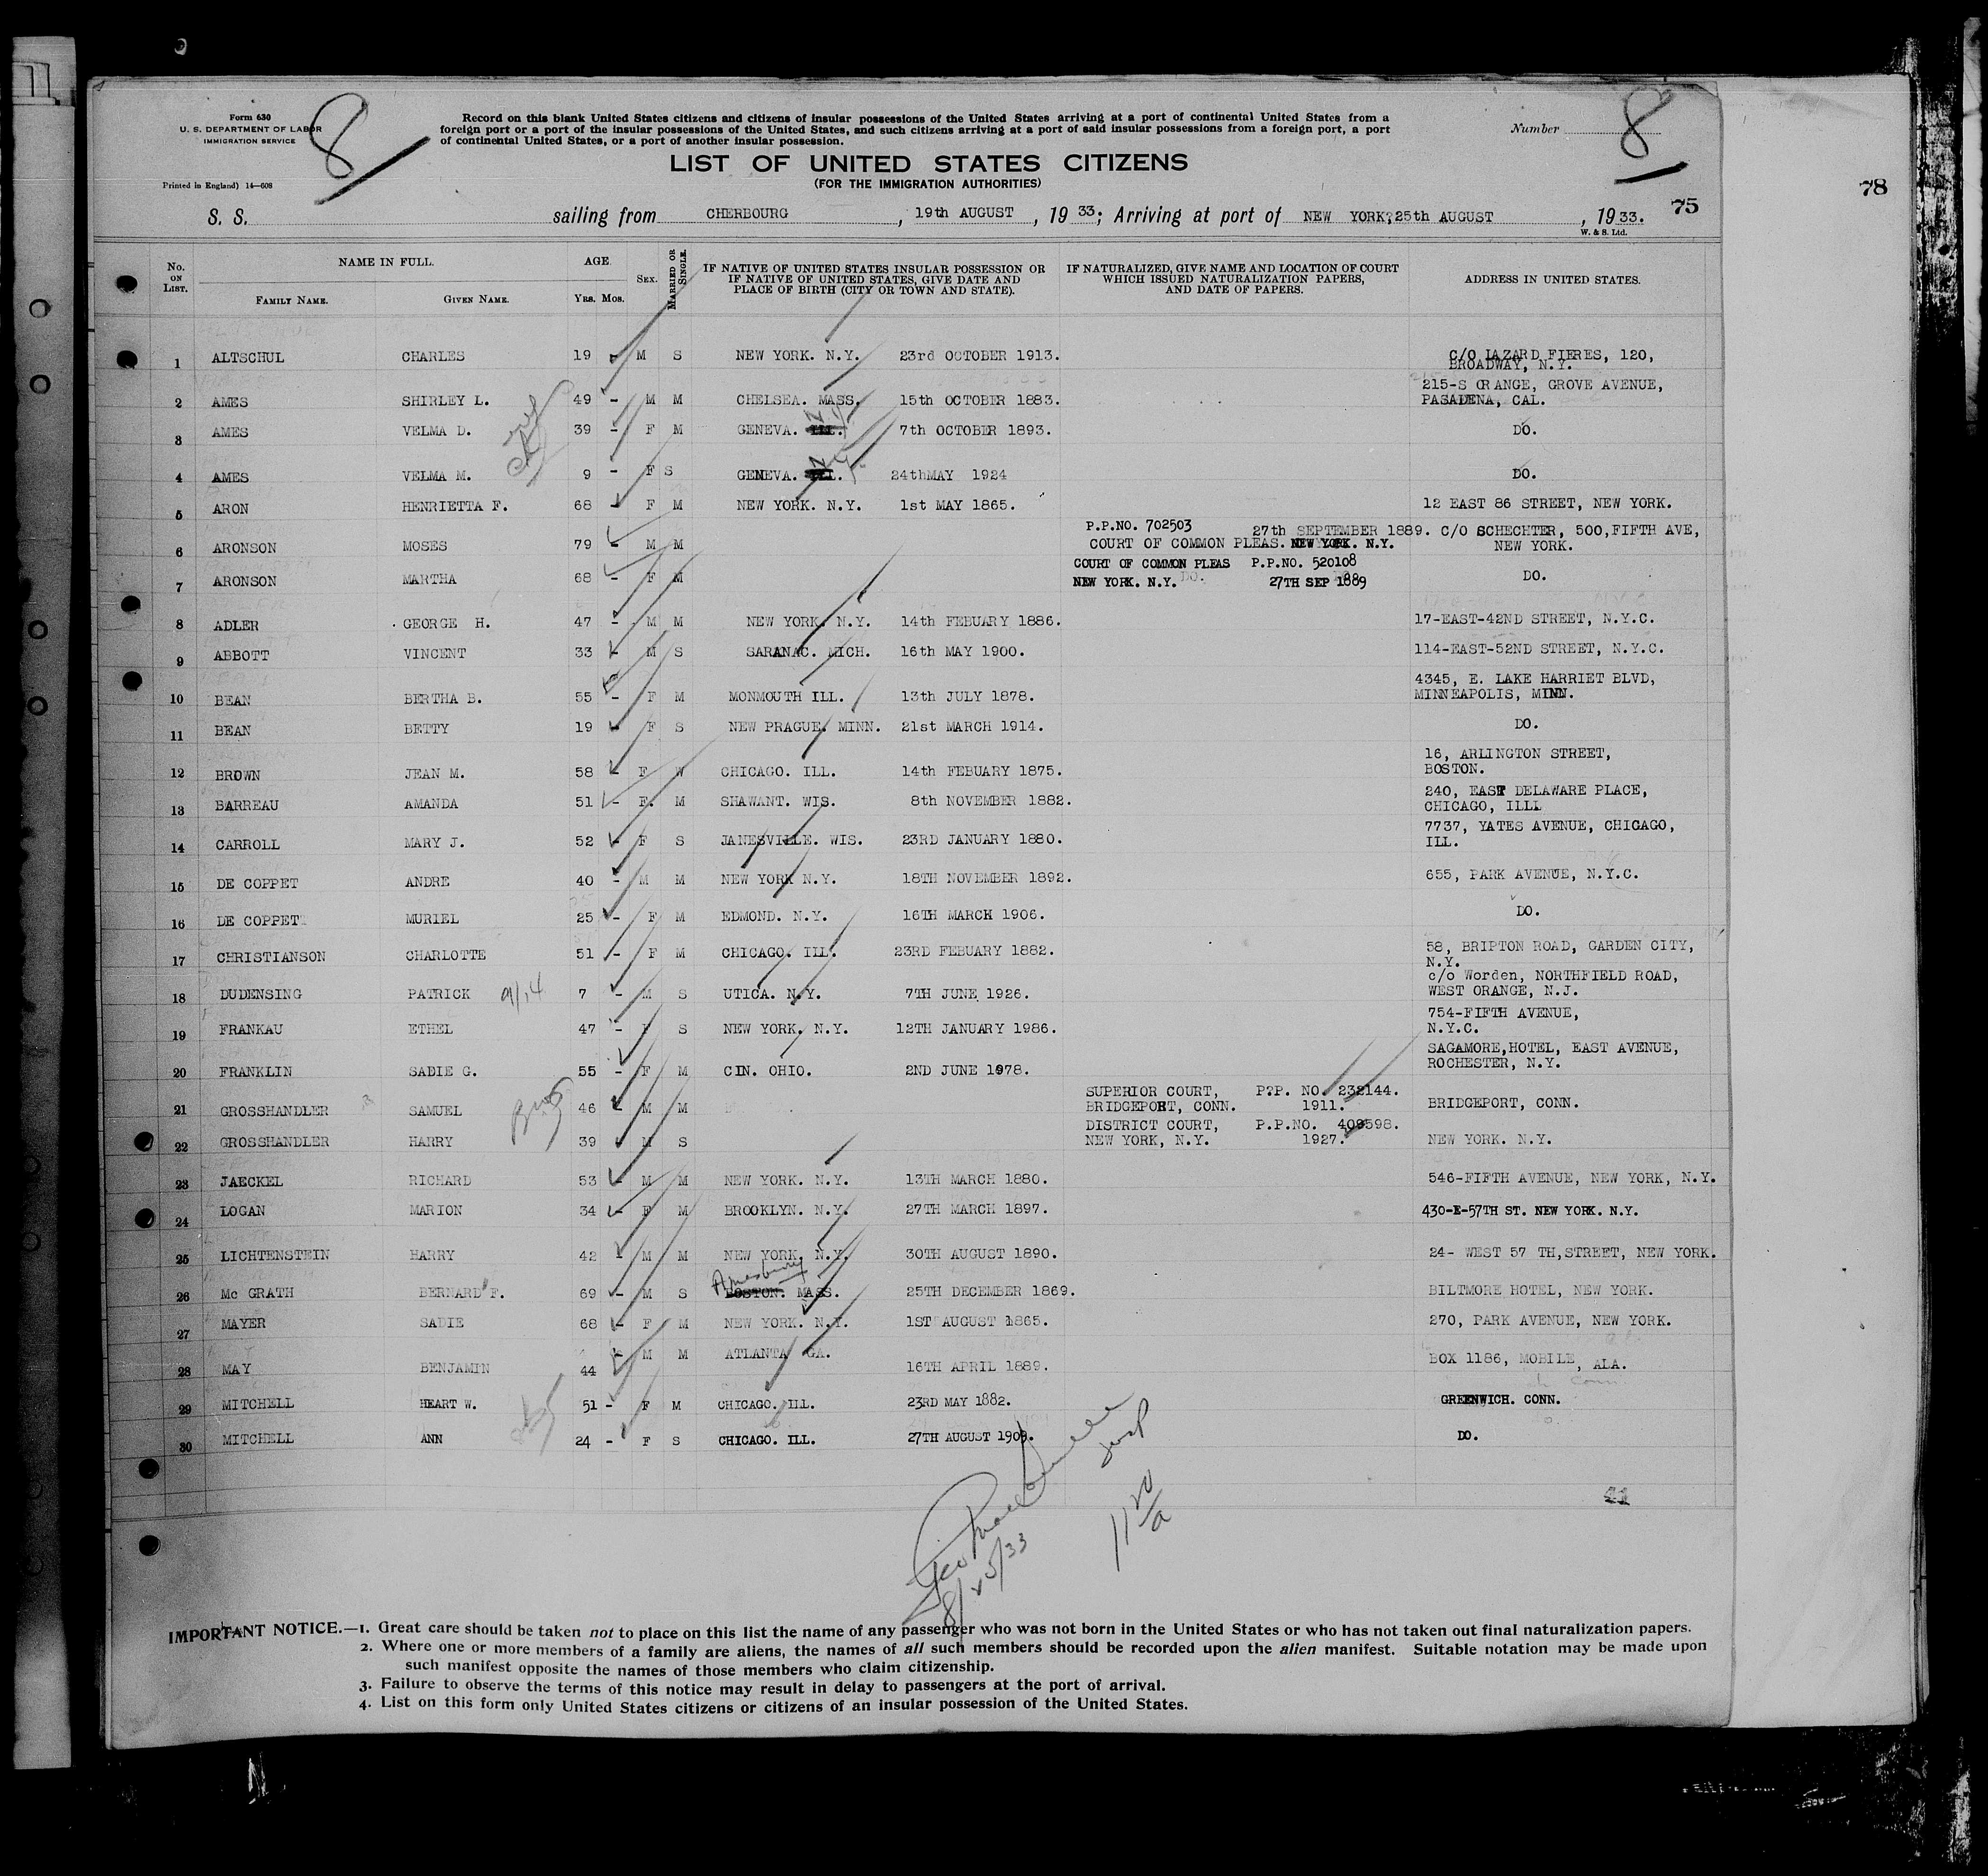 Form 630
U. S. DEPARTMENT OF LABOR
IMMIGRATION SERVICE
Printed in England) 14—608
8
Record on this blank United States citizens and citizens of insular possessions of the United States arriving at a port of continental United States from a
foreign port or a port of the insular possessions of the United States, and such citizens arriving at a port of said insular possessions from a foreign port, a port
of continental United States, or a port of another insular possession.
Number 8
LIST OF UNITED STATES CITIZENS
(FOR THE IMMIGRATION AUTHORITIES)
78
75
S. S. sailing from CHERBOURG, 19th AUGUST, 19 33; Arriving at port of NEW YORK, 25th AUGUST, 19 33.
W. & S. Ltd.
No. ON LIST. NAME IN FULL. FAMILY NAME. GIVEN NAME. AGE. YRS. MOS. SEX. MARRIED OR SINGLE. IF NATIVE OF UNITED STATES INSULAR POSSESSION OR IF NATIVE OF UNITED STATES, GIVE DATE AND PLACE OF BIRTH (CITY OR TOWN AND STATE). IF NATURALIZED, GIVE NAME AND LOCATION OF COURT WHICH ISSUED NATURALIZATION PAPERS, AND DATE OF PAPERS. ADDRESS IN UNITED STATES.
1 ALTSCHUL CHARLES 19 - M S NEW YORK. N.Y. 23rd OCTOBER 1913. C/O LAZARD FIERES, 120,
BROADWAY, N.Y.
2 AMES SHIRLEY L. 49 - M M CHELSEA. MASS. 15th OCTOBER 1883. 215-S ORANGE, GROVE AVENUE,
PASADENA, CAL.
3 AMES VELMA D. 39 - F M GENEVA. ILL. N.Y. 7th OCTOBER 1893. DO.
4 AMES VELMA M. 9 - F S GENEVA. ILL. N.Y. 24thMAY 1924 DO.
5 ARON HENRIETTA F. 68 - F M NEW YORK. N.Y. 1st MAY 1865. 12 EAST 86 STREET, NEW YORK.
6 ARONSON MOSES 79 - M M P.P.NO. 702503 27th SEPTEMBER 1889. C/O SCHECHTER, 500,FIFTH AVE,
COURT OF COMMON PLEAS. NEW YORK. N.Y. NEW YORK.
7 ARONSON MARTHA 68 - F M COURT OF COMMON PLEAS P.P.NO. 520108
NEW YORK. N.Y. DO. 27TH SEP 1889 DO.
8 ADLER GEORGE H. 47 - M M NEW YORK. N.Y. 14th FEBUARY 1886. 17-EAST-42ND STREET, N.Y.C.
9 ABBOTT VINCENT 33 - M S SARANAC. MICH. 16th MAY 1900. 114-EAST-52ND STREET, N.Y.C.
10 BEAN BERTHA B. 55 - F M MONMOUTH ILL. 13th JULY 1878. 4345, E. LAKE HARRIET BLVD,
MINNEAPOLIS, MINN.
11 BEAN BETTY 19 - F S NEW PRAGUE. MINN. 21st MARCH 1914. DO.
12 BROWN JEAN M. 58 - F W CHICAGO. ILL. 14th FEBUARY 1875. 16, ARLINGTON STREET,
BOSTON.
13 BARREAU AMANDA 51 - F. M SHAWANT. WIS. 8th NOVEMBER 1882. 240, EAST DELAWARE PLACE,
CHICAGO, ILLL
14 CARROLL MARY J. 52 - F S JANESVILLE. WIS. 23RD JANUARY 1880. 7737, YATES AVENUE, CHICAGO,
ILL.
15 DE COPPET ANDRE 40 - M M NEW YORK N.Y. 18TH NOVEMBER 1892. 655, PARK AVENUE, N.Y.C.
16 DE COPPET MURIEL 25 - F M EDMOND. N.Y. 16TH MARCH 1906. DO.
17 CHRISTIANSON CHARLOTTE 51 - F M CHICAGO. ILL. 23RD FEBUARY 1882. 58, BRIPTON ROAD, GARDEN CITY,
N.Y.
18 DUDENSING PATRICK 7 - M S UTICA. N.Y. 7TH JUNE 1926. c/o Worden, NORTHFIELD ROAD,
WEST ORANGE, N.J.
19 FRANKAU ETHEL 47 - F S NEW YORK. N.Y. 12TH JANUARY 1986. 754-FIFTH AVENUE,
N.Y.C.
20 FRANKLIN SADIE G. 55 - F M CIN. OHIO. 2ND JUNE 1878. SAGAMORE,HOTEL, EAST AVENUE,
ROCHESTER, N.Y.
21 GROSSHANDLER SAMUEL 46 - M M SUPERIOR COURT, P?P. NO. 232144.
BRIDGEPORT, CONN. 1911. BRIDGEPORT, CONN.
22 GROSSHANDLER HARRY 39 - M S DISTRICT COURT, P.P.NO. 409598.
NEW YORK, N.Y. 1927. NEW YORK. N.Y.
23 JAECKEL RICHARD 53 - M M NEW YORK. N.Y. 13TH MARCH 1880. 546-FIFTH AVENUE, NEW YORK, N.Y.
24 LOGAN MARION 34 - F M BROOKLYN. N.Y. 27TH MARCH 1897. 430-E-57TH ST. NEW YORK. N.Y.
25 LICHTENSTEIN HARRY 42 - M M NEW YORK. N.Y. 30TH AUGUST 1890. 24- WEST 57 TH,STREET, NEW YORK.
26 Mc GRATH BERNARD F. 69 - M S Amesbury BOSTON. MASS. 25TH DECEMBER 1869. BILTMORE HOTEL, NEW YORK.
27 MAYER SADIE 68 - F M NEW YORK. N.Y. 1ST AUGUST 1865. 270, PARK AVENUE, NEW YORK.
28 MAY BENJAMIN 44 - M M ATLANTA GA. 16TH APRIL 1889. BOX 1186, MOBILE, ALA.
29 MITCHELL HEART W. 51 - F M CHICAGO. ILL. 23RD MAY 1882. GREENWICH. CONN.
30 MITCHELL ANN 24 - F S CHICAGO. ILL. 27TH AUGUST 1909. DO.
41
8/25/33
1120/a
IMPORTANT NOTICE.—1. Great care should be taken not to place on this list the name of any passenger who was not born in the United States or who has not taken out final naturalization papers.
2. Where one or more members of a family are aliens, the names of all such members should be recorded upon the alien manifest. Suitable notation may be made upon
such manifest opposite the names of those members who claim citizenship.
3. Failure to observe the terms of this notice may result in delay to passengers at the port of arrival.
4. List on this form only United States citizens or citizens of an insular possession of the United States.